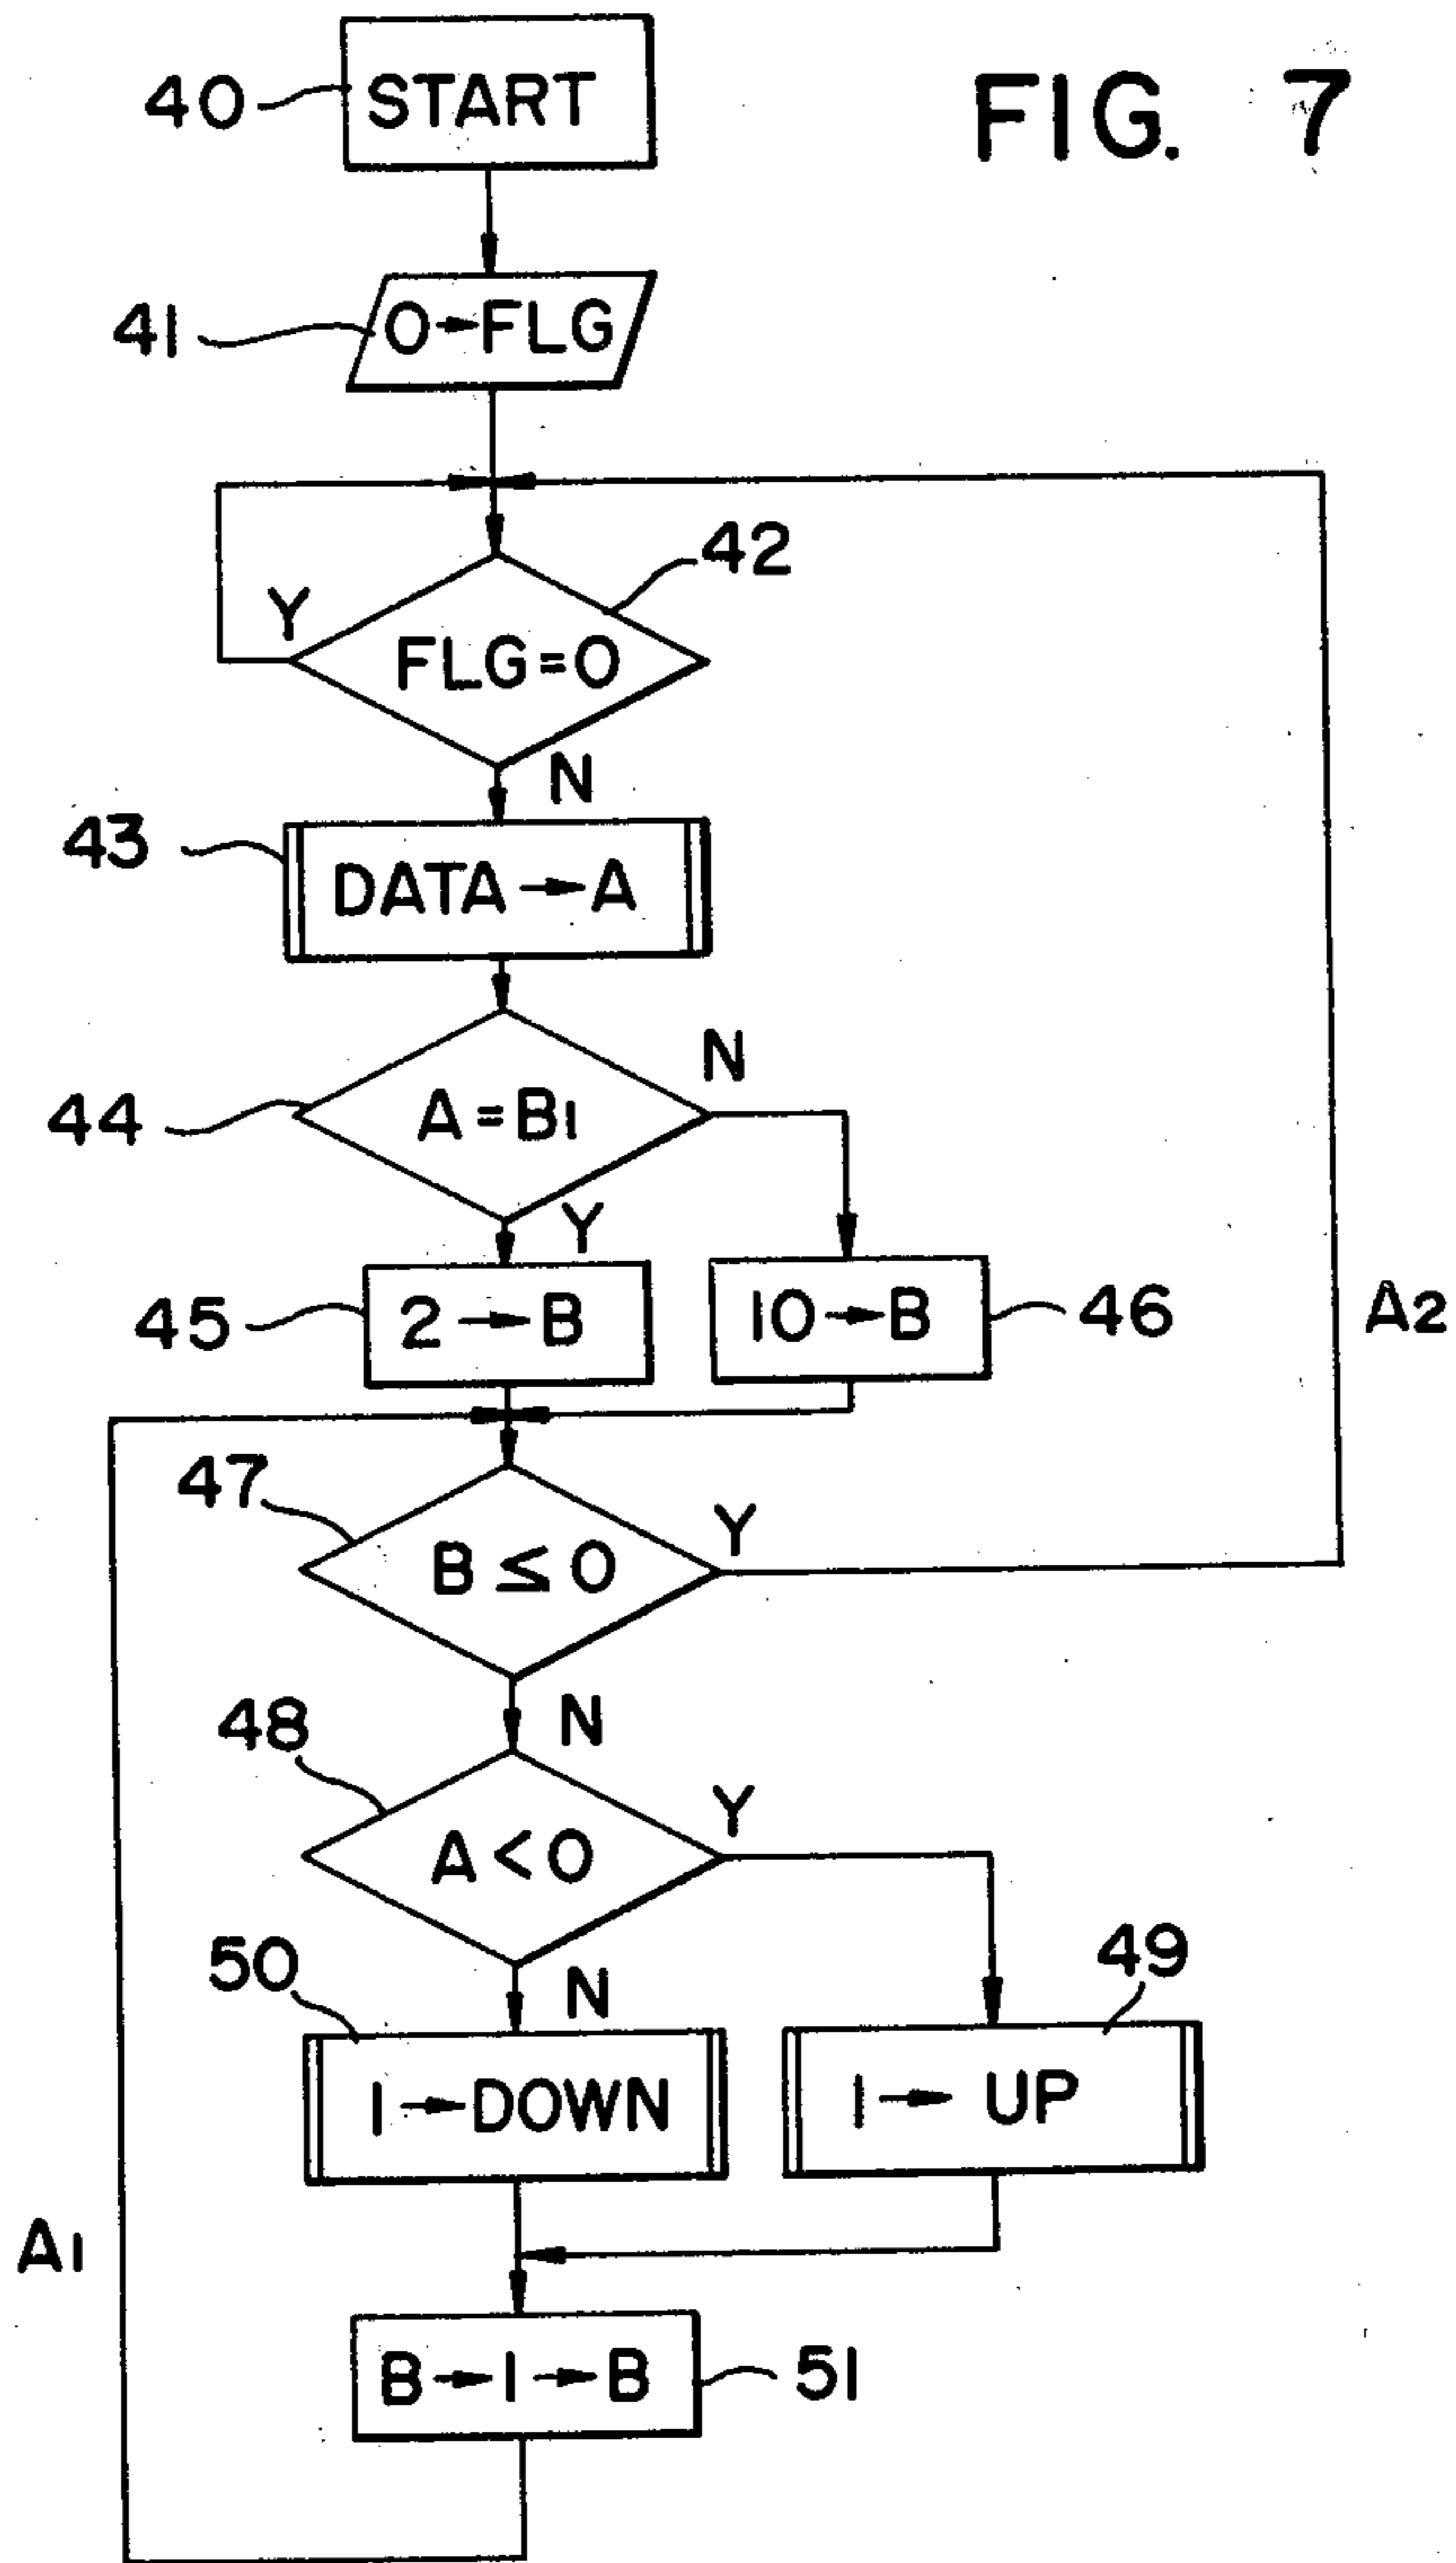 FIG. 7
40 START
41 0→FLG
42
Y FLG=0
N
43 DATA→A
44 A=B1 N
Y
45 2→B 10→B 46
A2
47 B≤0 Y
N
48 A<0 Y
N
50 1→DOWN
49 1→UP
A1
B→1→B 51